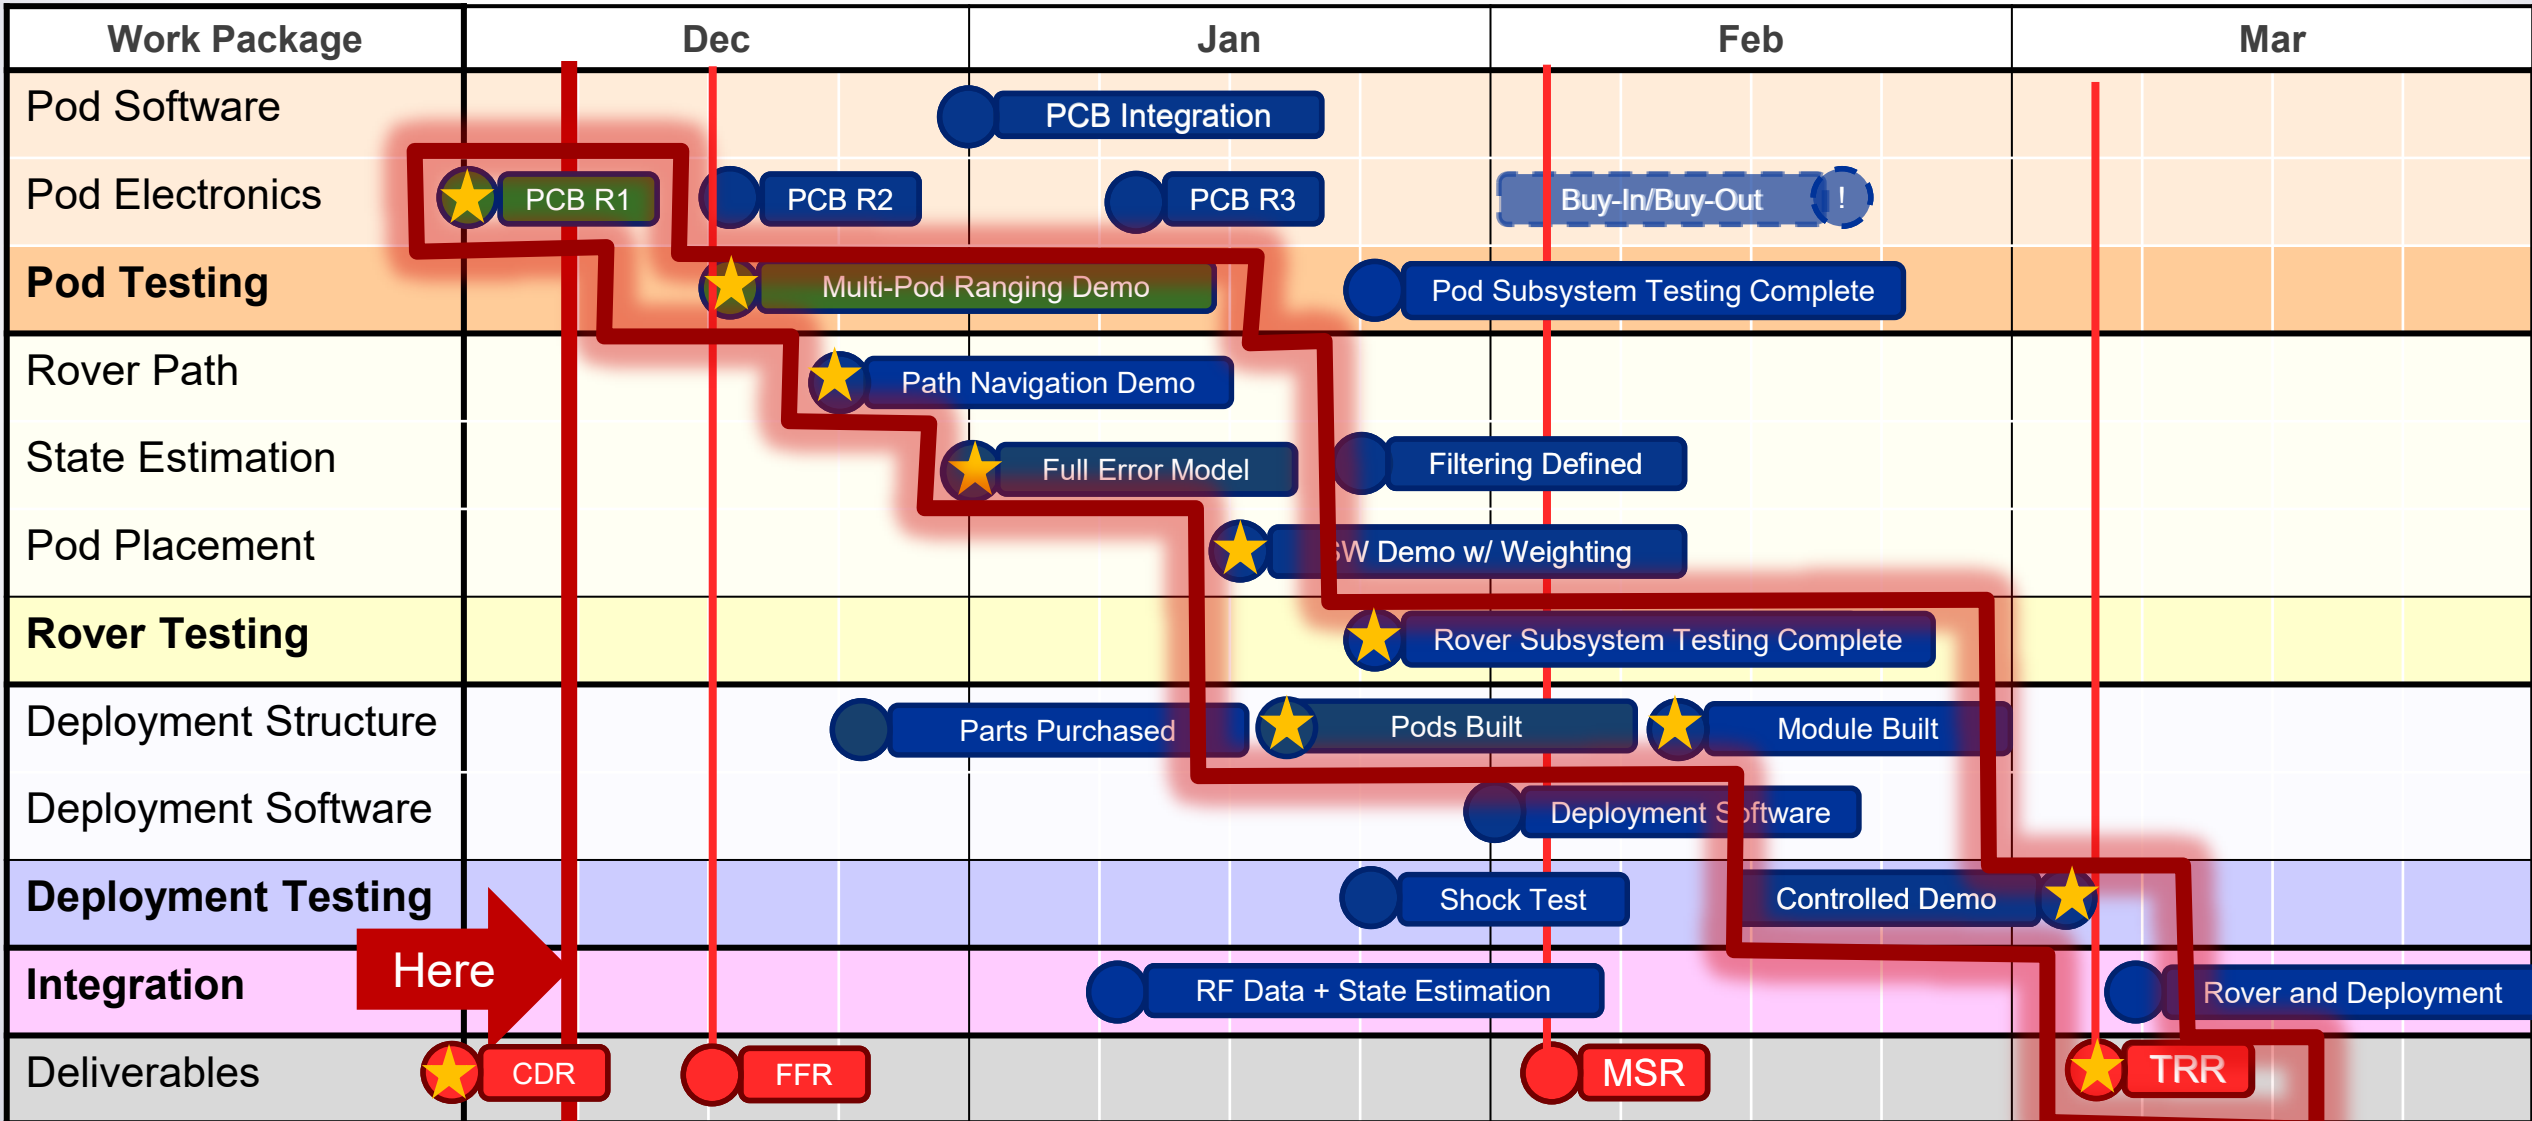 Work Package Dec Jan Feb Mar
Pod Software PCB Integration
Pod Electronics PCB R1 PCB R2 PCB R3 Buy-In/Buy-Out !
Pod Testing Multi-Pod Ranging Demo Pod Subsystem Testing Complete
Rover Path Path Navigation Demo
State Estimation Full Error Model Filtering Defined
Pod Placement SW Demo w/ Weighting
Rover Testing Rover Subsystem Testing Complete
Deployment Structure Parts Purchased Pods Built Module Built
Deployment Software Deployment Software
Deployment Testing Shock Test Controlled Demo
Here
Integration RF Data + State Estimation Rover and Deployment
Deliverables CDR FFR MSR TRR